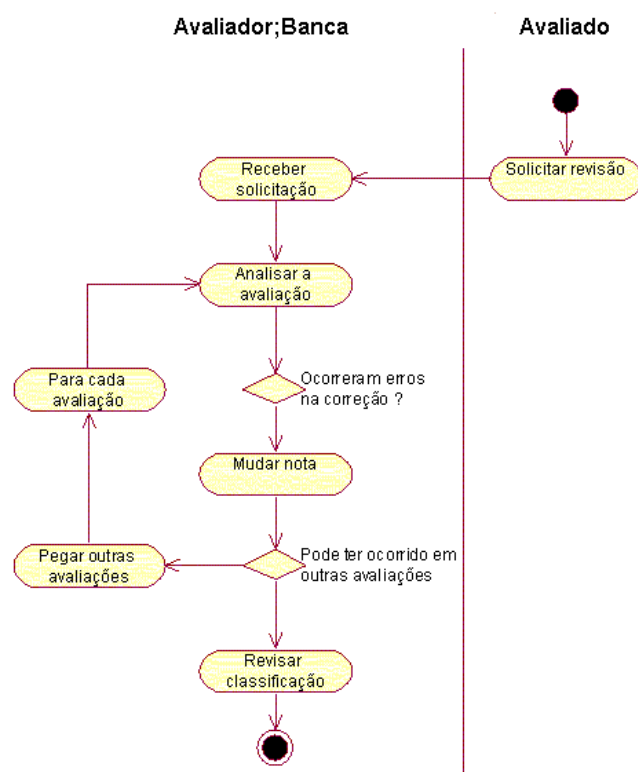 Avaliador;Banca
Avaliado
Receber
solicitação
Solicitar revisão
Analisar a
avaliação
Para cada
avaliação
Ocorreram erros
na correção ?
Mudar nota
Pegar outras
avaliações
Pode ter ocorrido em
outras avaliações
Revisar
classificação